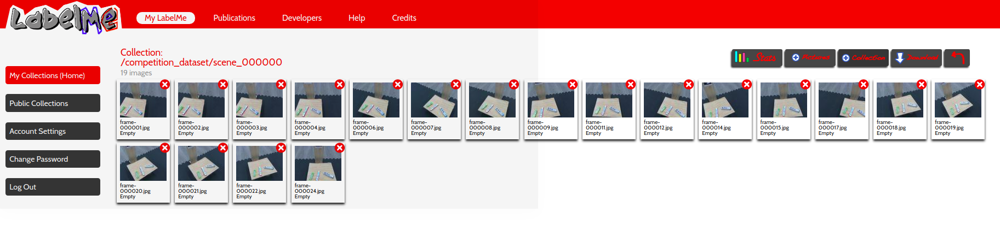 LabelMe
My LabelMe
Publications
Developers
Help
Credits
Collection:
/competition_dataset/scene_000000
19 images
Stats
Pictures
Collection
Download
My Collections (Home)
Public Collections
Account Settings
Change Password
Log Out
frame-
000001.jpg
Empty
frame-
000002.jpg
Empty
frame-
000003.jpg
Empty
frame-
000004.jpg
Empty
frame-
000006.jpg
Empty
frame-
000007.jpg
Empty
frame-
000008.jpg
Empty
frame-
000009.jpg
Empty
frame-
000011.jpg
Empty
frame-
000012.jpg
Empty
frame-
000014.jpg
Empty
frame-
000015.jpg
Empty
frame-
000017.jpg
Empty
frame-
000018.jpg
Empty
frame-
000019.jpg
Empty
frame-
000020.jpg
Empty
frame-
000021.jpg
Empty
frame-
000022.jpg
Empty
frame-
000024.jpg
Empty